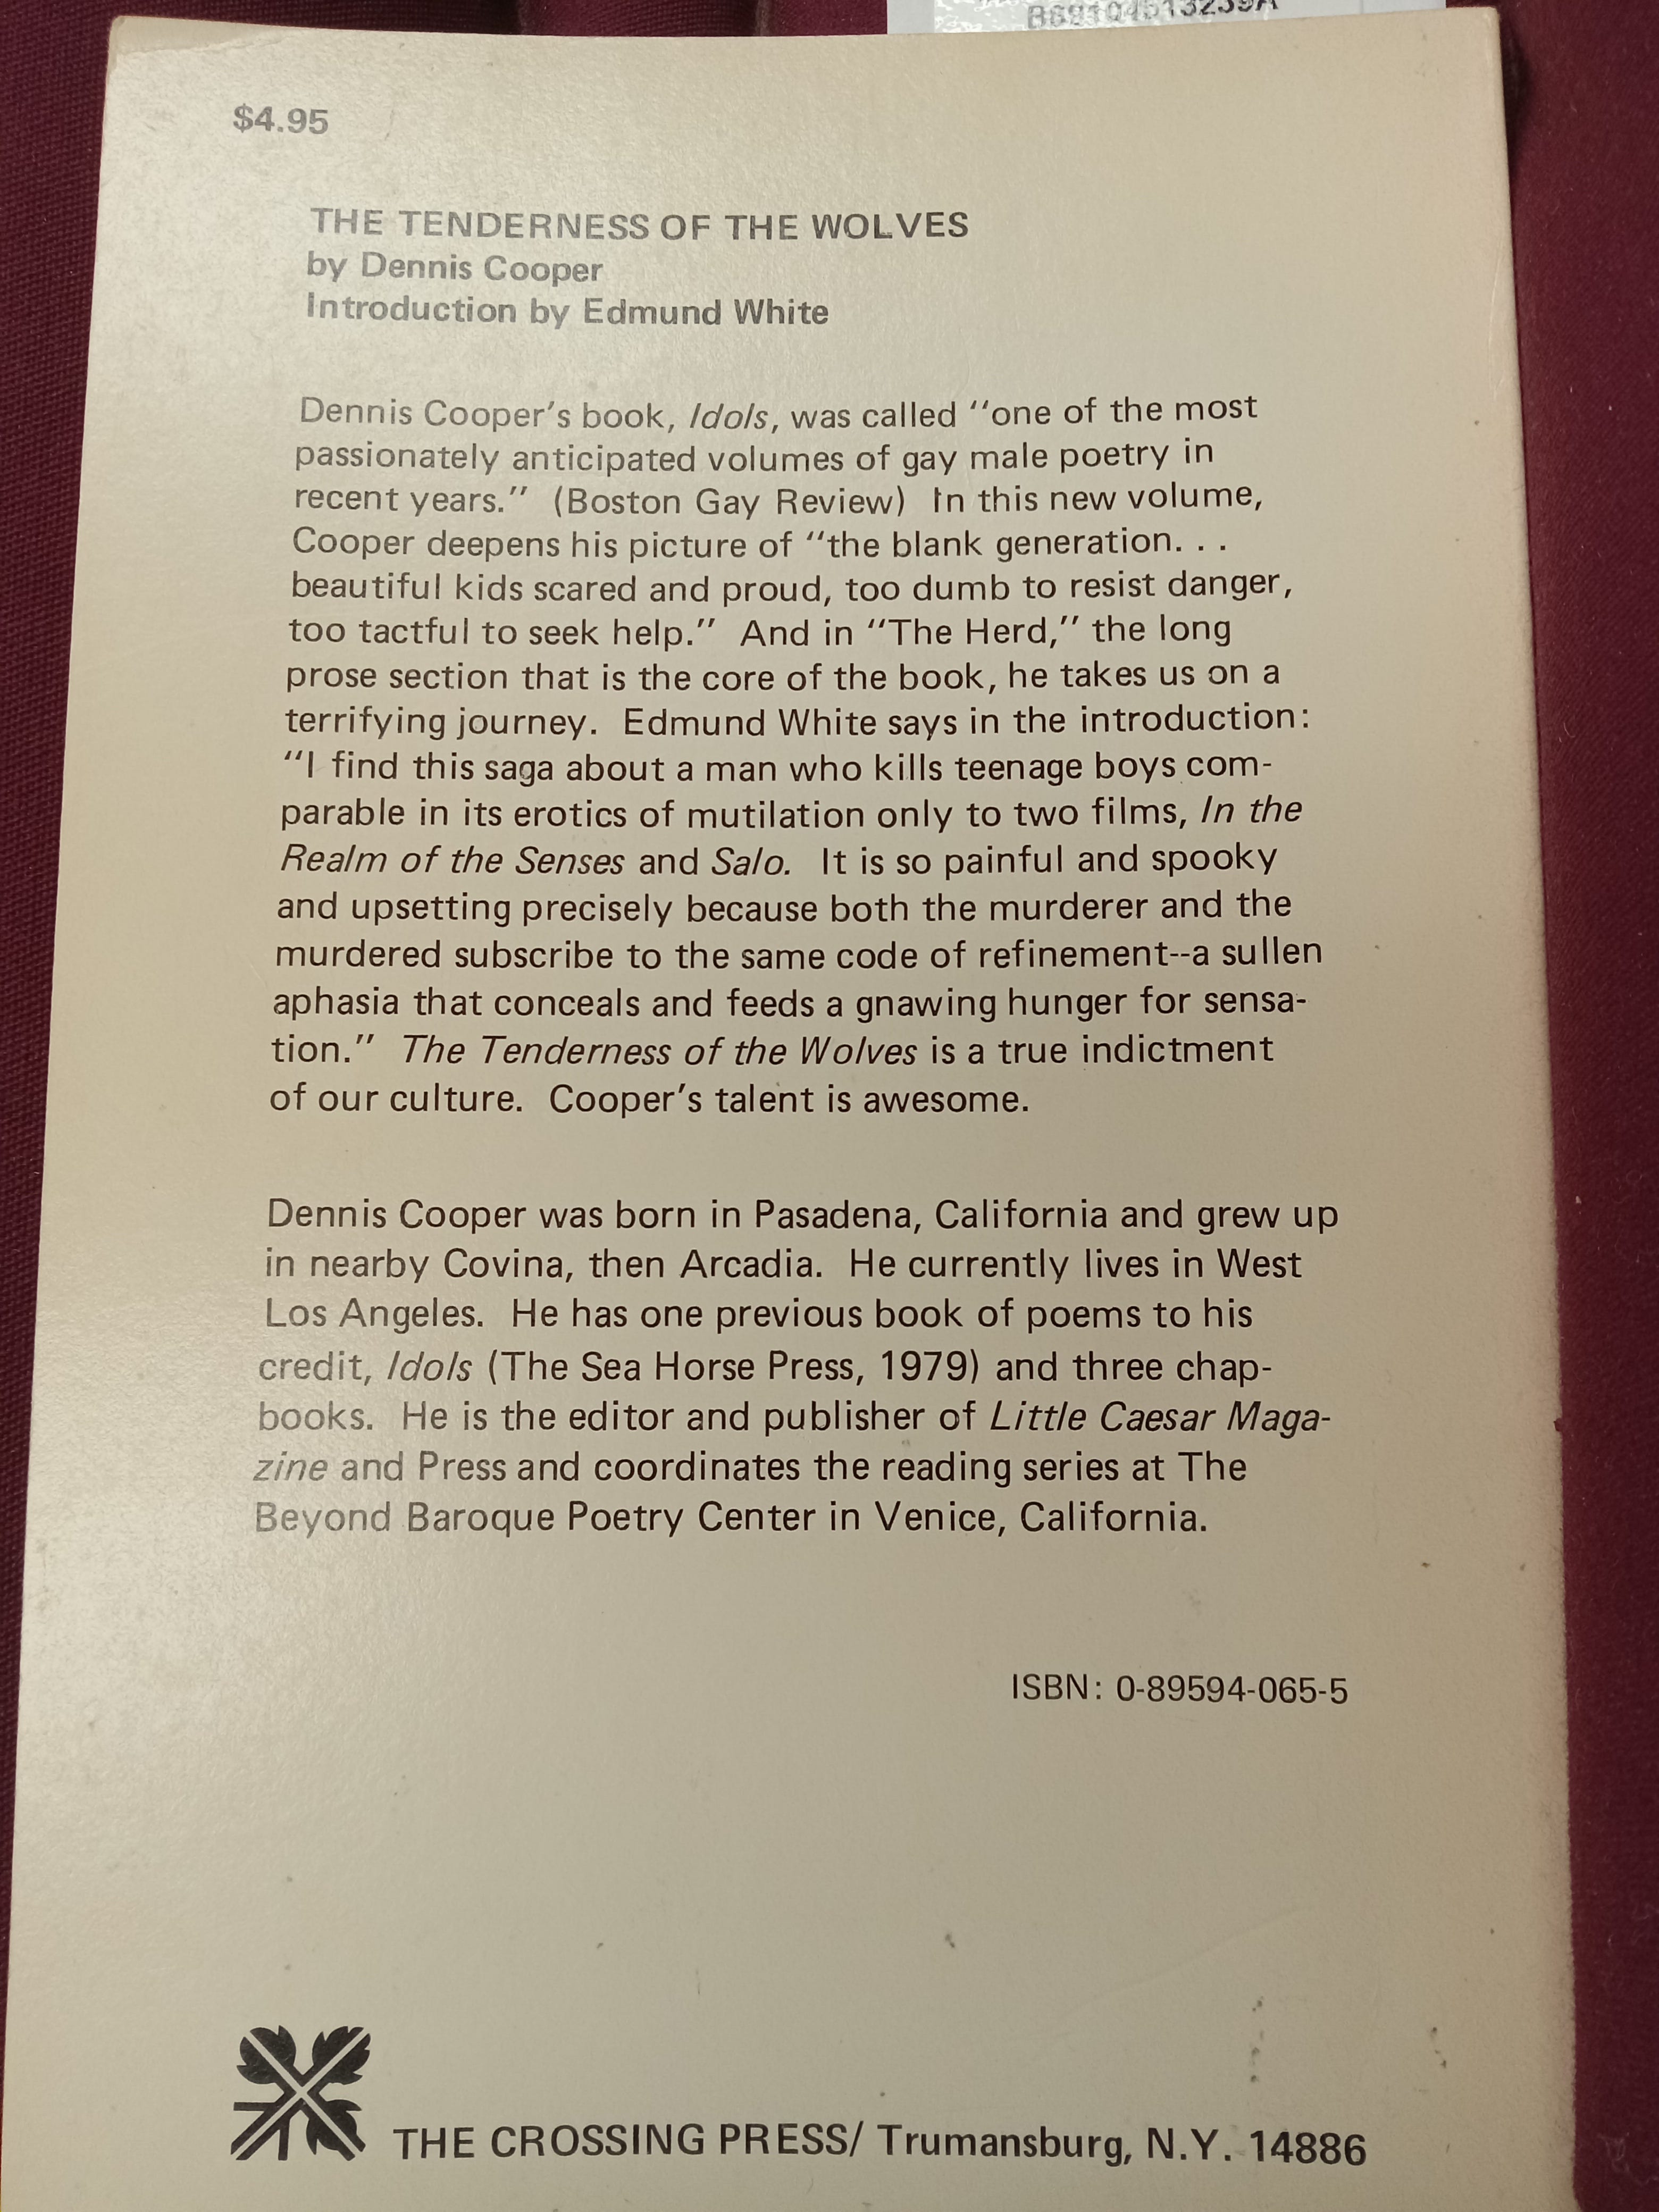 $4.95
THE TENDERNESS OF THE WOLVES
by Dennis Cooper
Introduction by Edmund White
Dennis Cooper's book, Idols, was called "one of the most
passionately anticipated volumes of gay male poetry in
recent years." (Boston Gay Review) In this new volume,
Cooper deepens his picture of "the blank generation. . .
beautiful kids scared and proud, too dumb to resist danger,
too tactful to seek help." And in "The Herd," the long
prose section that is the core of the book, he takes us on a
terrifying journey. Edmund White says in the introduction:
"I find this saga about a man who kills teenage boys com-
parable in its erotics of mutilation only to two films, In the
Realm of the Senses and Salo. It is so painful and spooky
and upsetting precisely because both the murderer and the
murdered subscribe to the same code of refinement--a sullen
aphasia that conceals and feeds a gnawing hunger for sensa-
tion." The Tenderness of the Wolves is a true indictment
of our culture. Cooper's talent is awesome.
Dennis Cooper was born in Pasadena, California and grew up
in nearby Covina, then Arcadia. He currently lives in West
Los Angeles. He has one previous book of poems to his
credit, Idols (The Sea Horse Press, 1979) and three chap-
books. He is the editor and publisher of Little Caesar Maga-
zine and Press and coordinates the reading series at The
Beyond Baroque Poetry Center in Venice, California.
ISBN: 0-89594-065-5
THE CROSSING PRESS/ Trumansburg, N.Y. 14886